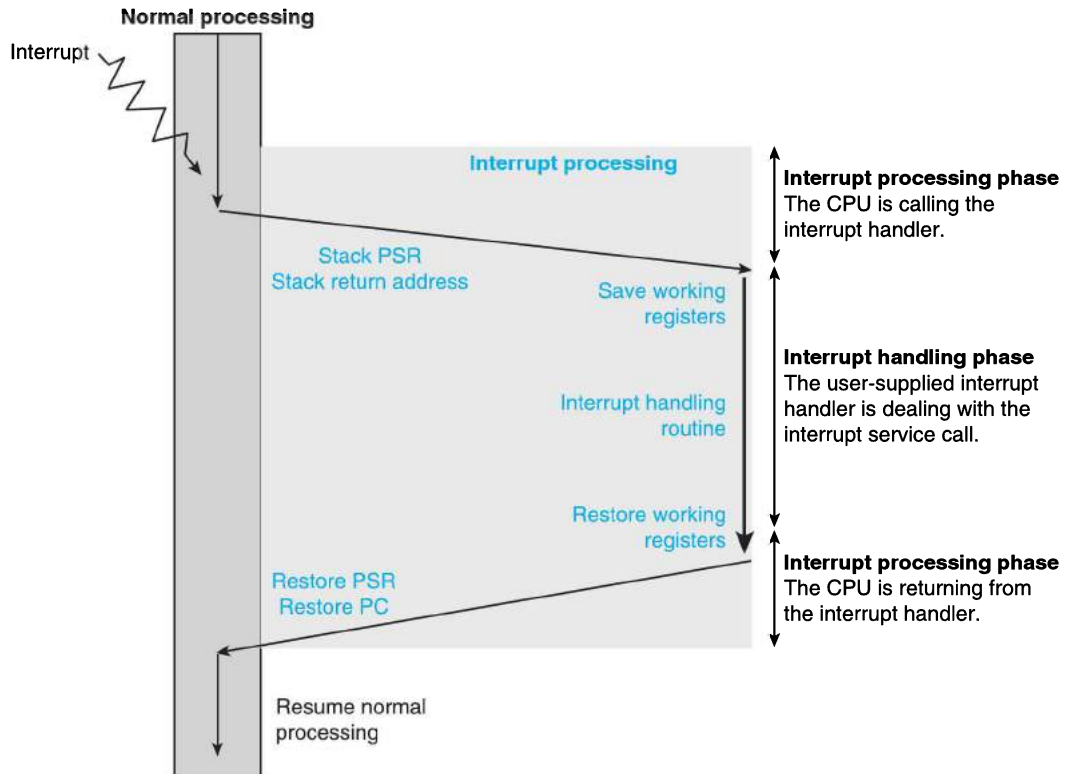 Normal processing
Interrupt
Interrupt processing
Interrupt processing phase
The CPU is calling the
interrupt handler.
Stack PSR
Stack return address
Save working
registers
Interrupt handling phase
The user-supplied interrupt
handler is dealing with the
interrupt service call.
Interrupt handling
routine
Restore working
registers
Interrupt processing phase
The CPU is returning from
the interrupt handler.
Restore PSR
Restore PC
Resume normal
processing